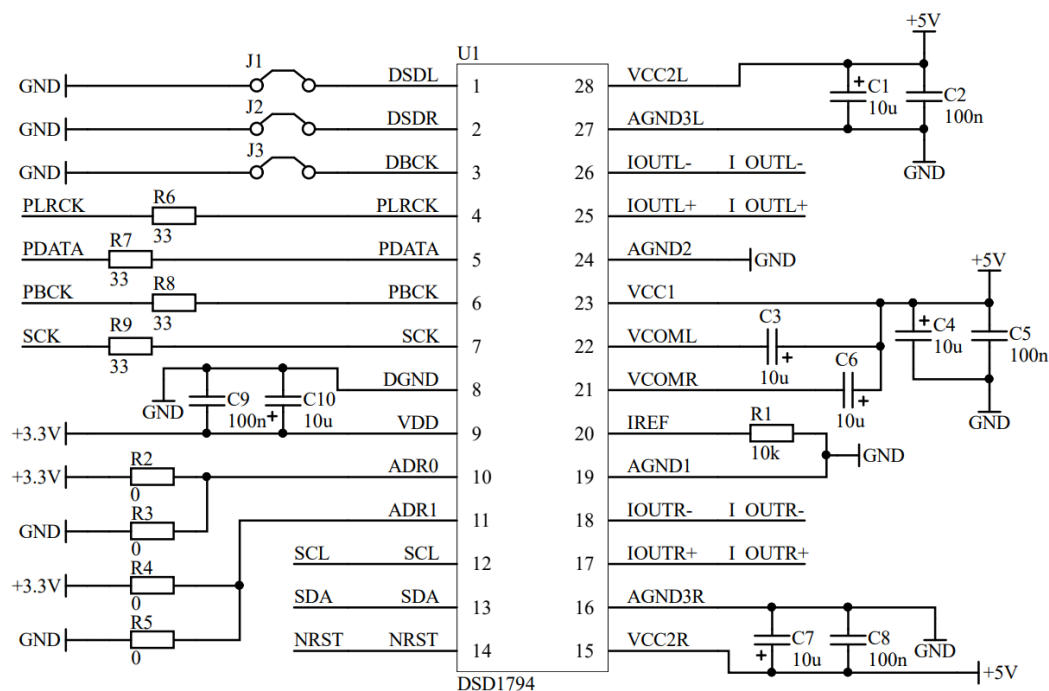 +5V
U1
J1
GND
DSDL
1
28
VCC2L
C1
10u
C2
100n
J2
GND
DSDR
2
27
AGND3L
J3
GND
DBCK
3
26
IOUTL-
I OUTL-
GND
PLRCK
R6
33
PLRCK
4
25
IOUTL+
I OUTL+
PDATA
R7
33
PDATA
5
24
AGND2
GND
+5V
PBCK
R8
33
PBCK
6
23
VCC1
SCK
R9
33
SCK
7
22
VCOML
C3
10u
C4
10u
C5
100n
DGND
8
21
VCOMR
C6
10u
GND
GND
C9
100n
C10
10u
+3.3V
VDD
9
20
IREF
R1
10k
GND
+3.3V
R2
0
ADR0
10
19
AGND1
GND
R3
0
ADR1
11
18
IOUTR-
I OUTR-
+3.3V
R4
0
SCL
SCL
12
17
IOUTR+
I OUTR+
SDA
SDA
13
16
AGND3R
GND
GND
R5
0
NRST
NRST
14
15
VCC2R
C7
10u
C8
100n
+5V
DSD1794